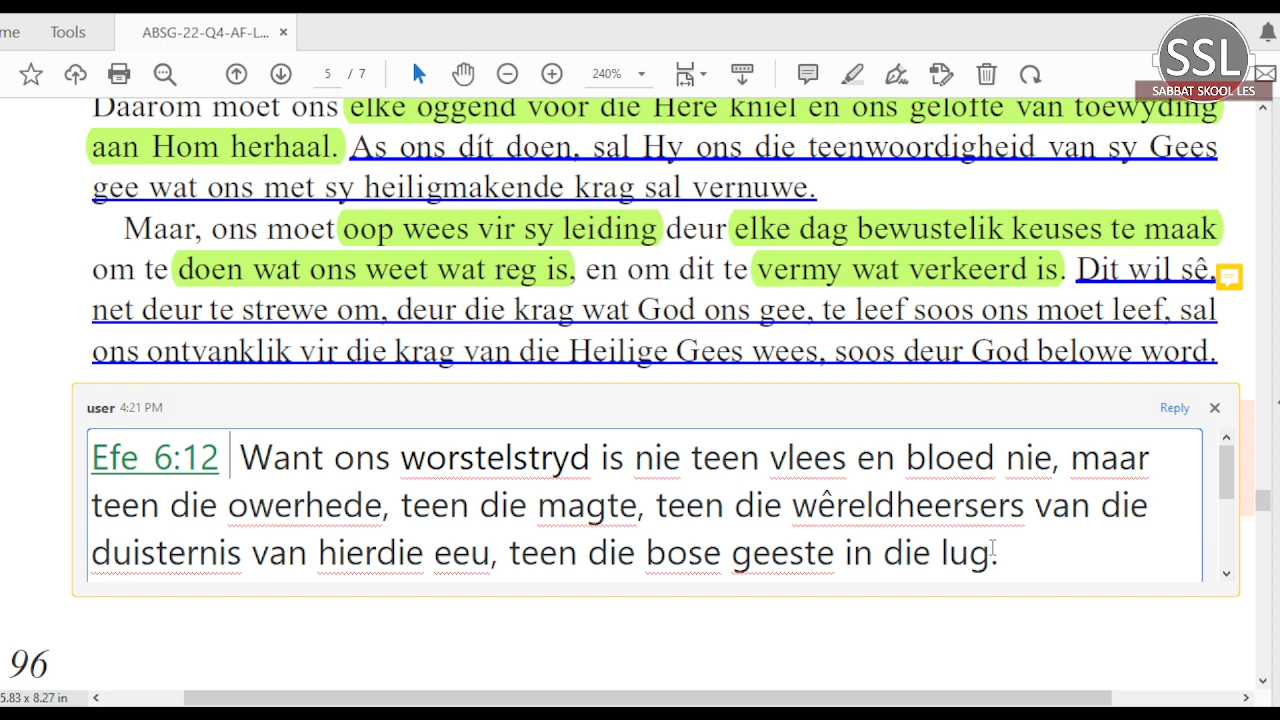 me Tools ABSG-22-Q4-AF-L... ×
5 / 7 240%
SSL
SABBAT SKOOL LES
Daarom moet ons elke oggend voor die Here kniel en ons gelofte van toewyding
aan Hom herhaal. As ons dít doen, sal Hy ons die teenwoordigheid van sy Gees
gee wat ons met sy heiligmakende krag sal vernuwe.
Maar, ons moet oop wees vir sy leiding deur elke dag bewustelik keuses te maak
om te doen wat ons weet wat reg is, en om dit te vermy wat verkeerd is. Dit wil sê,
net deur te strewe om, deur die krag wat God ons gee, te leef soos ons moet leef, sal
ons ontvanklik vir die krag van die Heilige Gees wees, soos deur God belowe word.
user 4:21 PM Reply ×
Efe 6:12 Want ons worstelstryd is nie teen vlees en bloed nie, maar
teen die owerhede, teen die magte, teen die wêreldheersers van die
duisternis van hierdie eeu, teen die bose geeste in die lug.
96
5.83 x 8.27 in